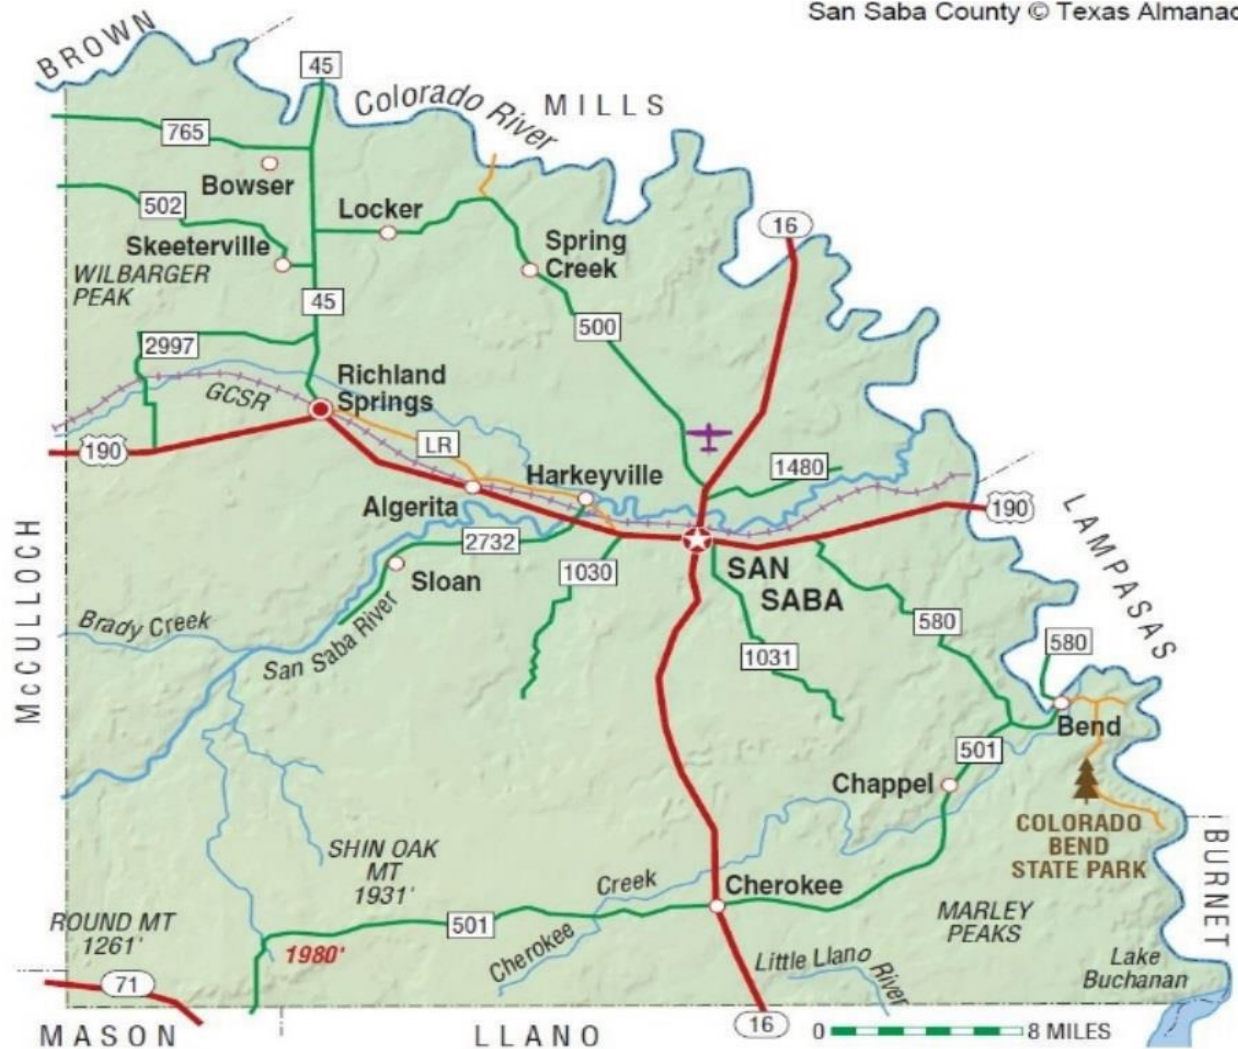 San Saba County © Texas Almanac
BROWN
45
Colorado River
MILLS
765
Bowser
502
Locker
16
Skeeterville
Spring
Creek
WILBARGER
PEAK
45
500
2997
Richland
Springs
GCSR
LR
190
Harkeyville
1480
Algerita
190
LAMPASAS
McCULLOCH
2732
1030
SAN
SABA
Sloan
Brady Creek
San Saba River
580
580
1031
Bend
501
Chappel
COLORADO
BEND
STATE PARK
BURNET
SHIN OAK
MT
1931'
Creek
Cherokee
ROUND MT
1261'
501
MARLEY
PEAKS
1980'
Cherokee
Little Llano River
Lake
Buchanan
71
MASON
LLANO
16
0 8 MILES